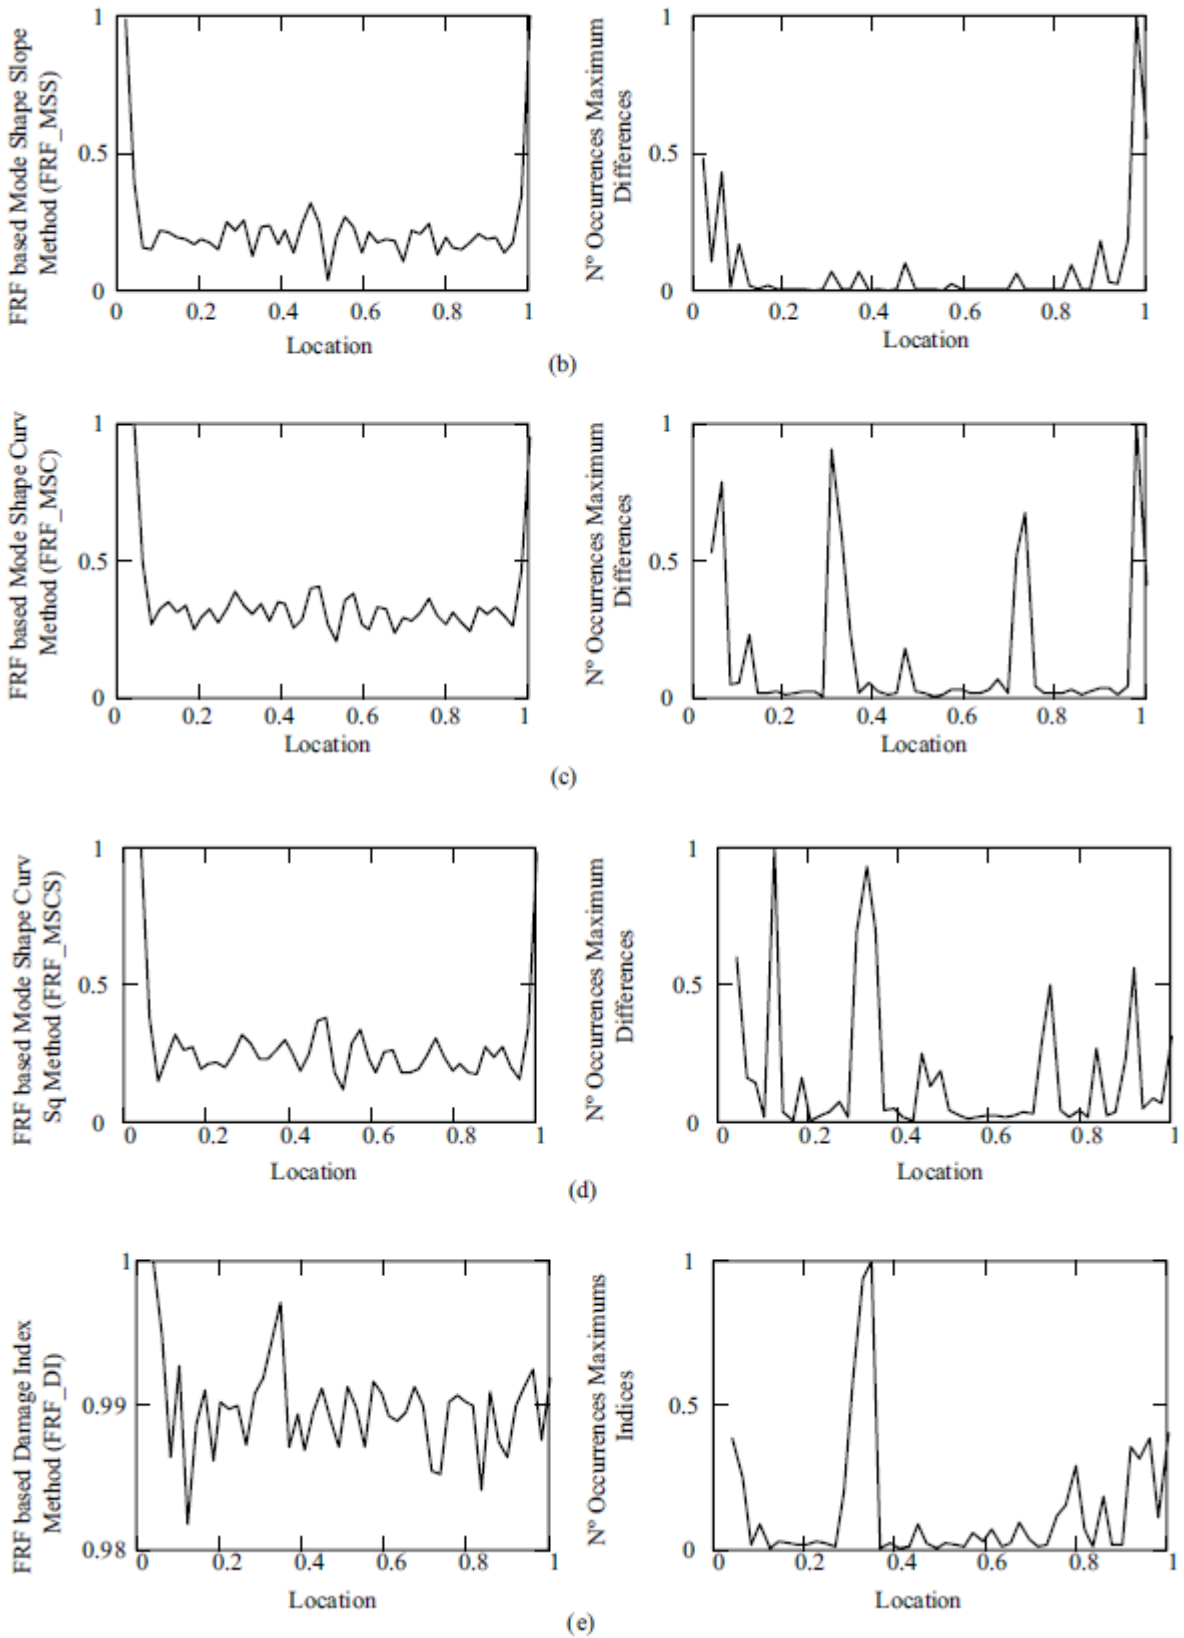 FRF based Mode Shape Slope
Method (FRF_MSS)
1
0.5
0
0 0.2 0.4 0.6 0.8 1
Location
Nº Occurrences Maximum
Differences
1
0.5
0
0 0.2 0.4 0.6 0.8 1
Location
(b)
FRF based Mode Shape Curv
Method (FRF_MSC)
1
0.5
0
0 0.2 0.4 0.6 0.8 1
Location
Nº Occurrences Maximum
Differences
1
0.5
0
0 0.2 0.4 0.6 0.8 1
Location
(c)
FRF based Mode Shape Curv
Sq Method (FRF_MSCS)
1
0.5
0
0 0.2 0.4 0.6 0.8 1
Location
Nº Occurrences Maximum
Differences
1
0.5
0
0 0.2 0.4 0.6 0.8 1
Location
(d)
FRF based Damage Index
Method (FRF_DI)
1
0.99
0.98
0 0.2 0.4 0.6 0.8 1
Location
Nº Occurrences Maximums
Indices
1
0.5
0
0 0.2 0.4 0.6 0.8 1
Location
(e)